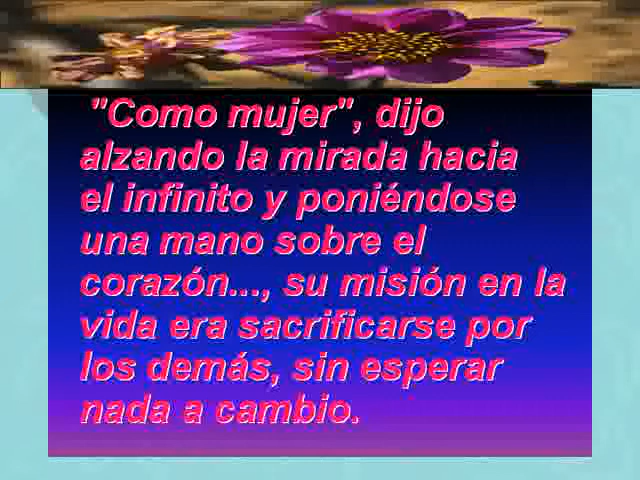 "Como mujer", dijo
alzando la mirada hacia
el infinito y poniéndose
una mano sobre el
corazón..., su misión en la
vida era sacrificarse por
los demás, sin esperar
nada a cambio.